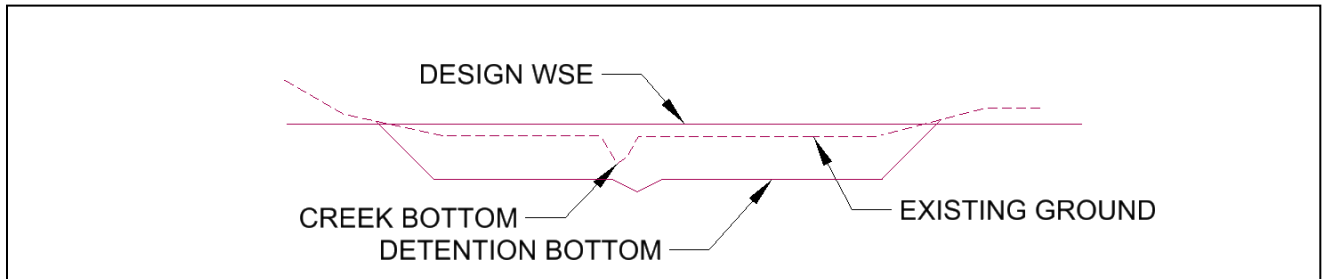 DESIGN WSE
CREEK BOTTOM
EXISTING GROUND
DETENTION BOTTOM